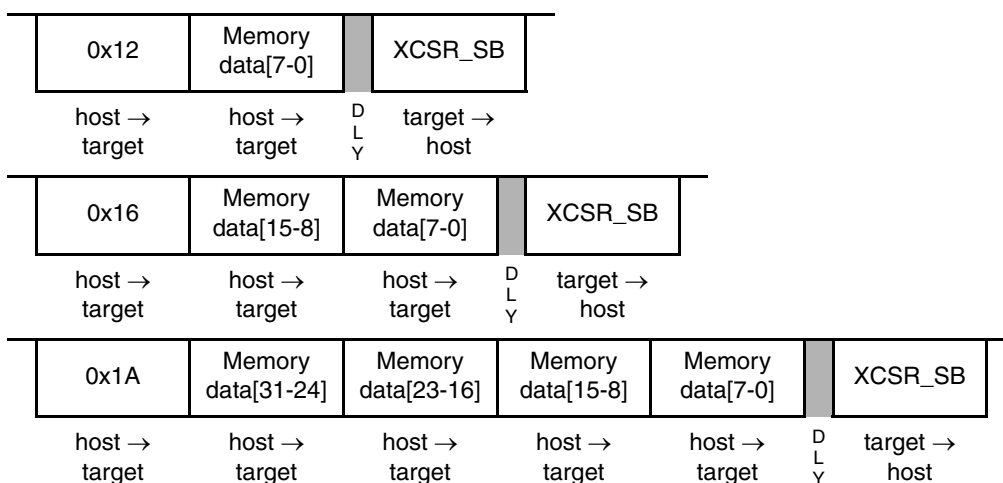 0x12 Memory data[7-0] XCSR_SB
host → target host → target D L Y target → host
0x16 Memory data[15-8] Memory data[7-0] XCSR_SB
host → target host → target host → target D L Y target → host
0x1A Memory data[31-24] Memory data[23-16] Memory data[15-8] Memory data[7-0] XCSR_SB
host → target host → target host → target host → target host → target D L Y target → host